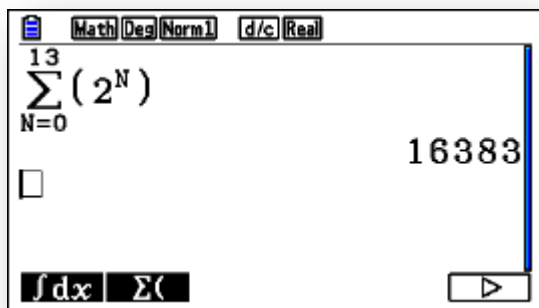 Math Deg Norm1 d/c Real
13
∑(2^N)
N=0
16383
∫dx Σ(